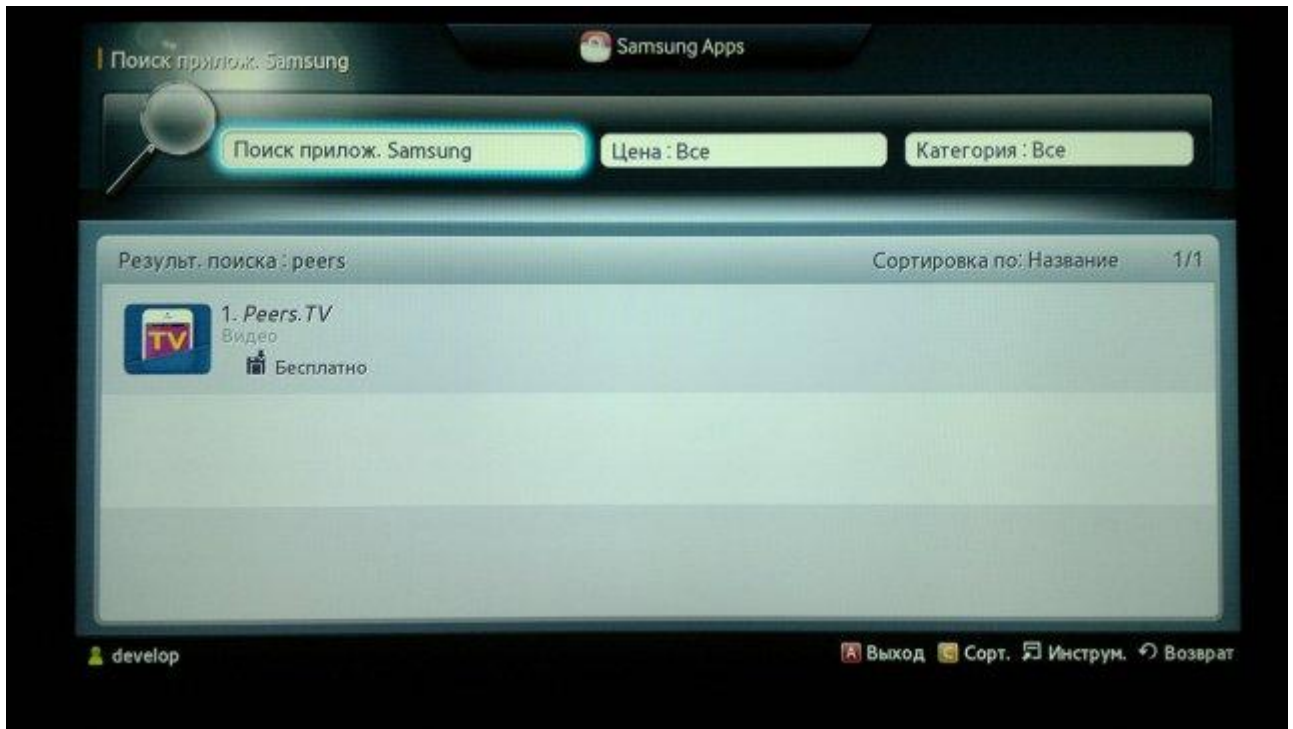 Samsung Apps
Поиск прилож. Samsung
Поиск прилож. Samsung
Цена : Все
Категория : Все
Результ. поиска : peers
Сортировка по: Название
1/1
TV
1. Peers.TV
Видео
Бесплатно
develop
A Выход C Сорт. Инструм. Возврат